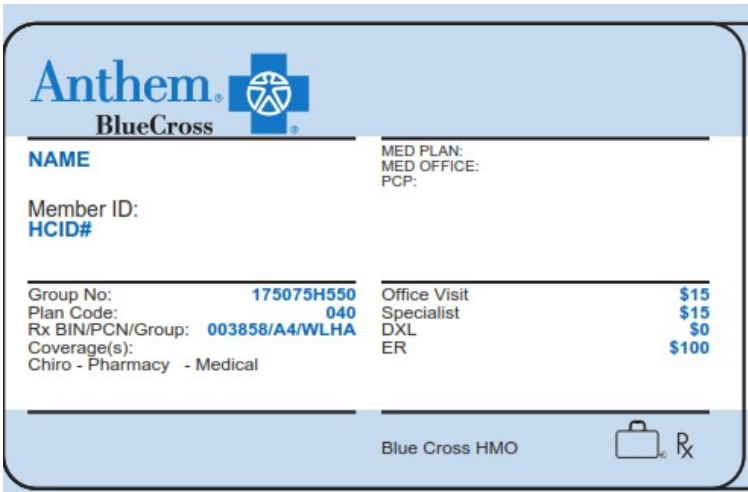 Anthem.®
BlueCross ®
NAME
Member ID:
HCID#
MED PLAN:
MED OFFICE:
PCP:
Group No: 175075H550
Plan Code: 040
Rx BIN/PCN/Group: 003858/A4/WLHA
Coverage(s):
Chiro - Pharmacy - Medical
Office Visit $15
Specialist $15
DXL $0
ER $100
Blue Cross HMO ® Rx